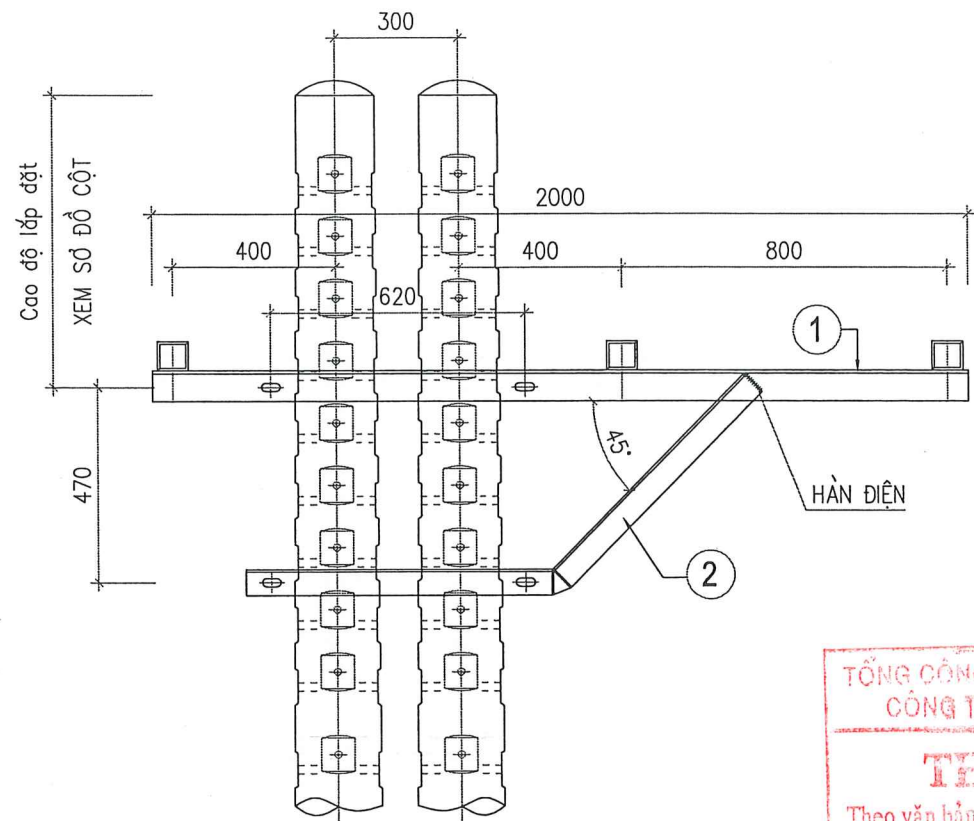 300
Cao độ lắp đặt
XEM SƠ ĐỒ CỘT
2000
400
400
800
620
1
470
45°
HÀN ĐIỆN
2
TỔNG CÔNG
CÔNG T
Theo văn bản